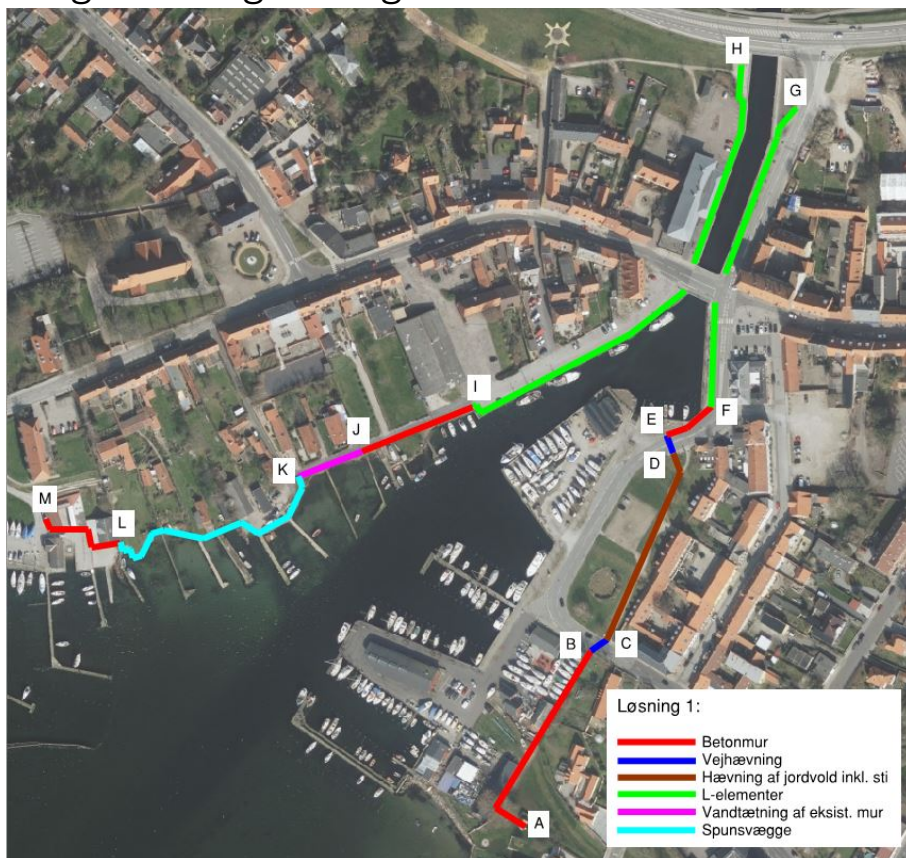 H
G
I
F
E
J
D
K
M
L
B
C
A
Løsning 1:
Betonmur
Vejhævning
Hævning af jordvold inkl. sti
L-elementer
Vandtætning af eksist. mur
Spunsvægge